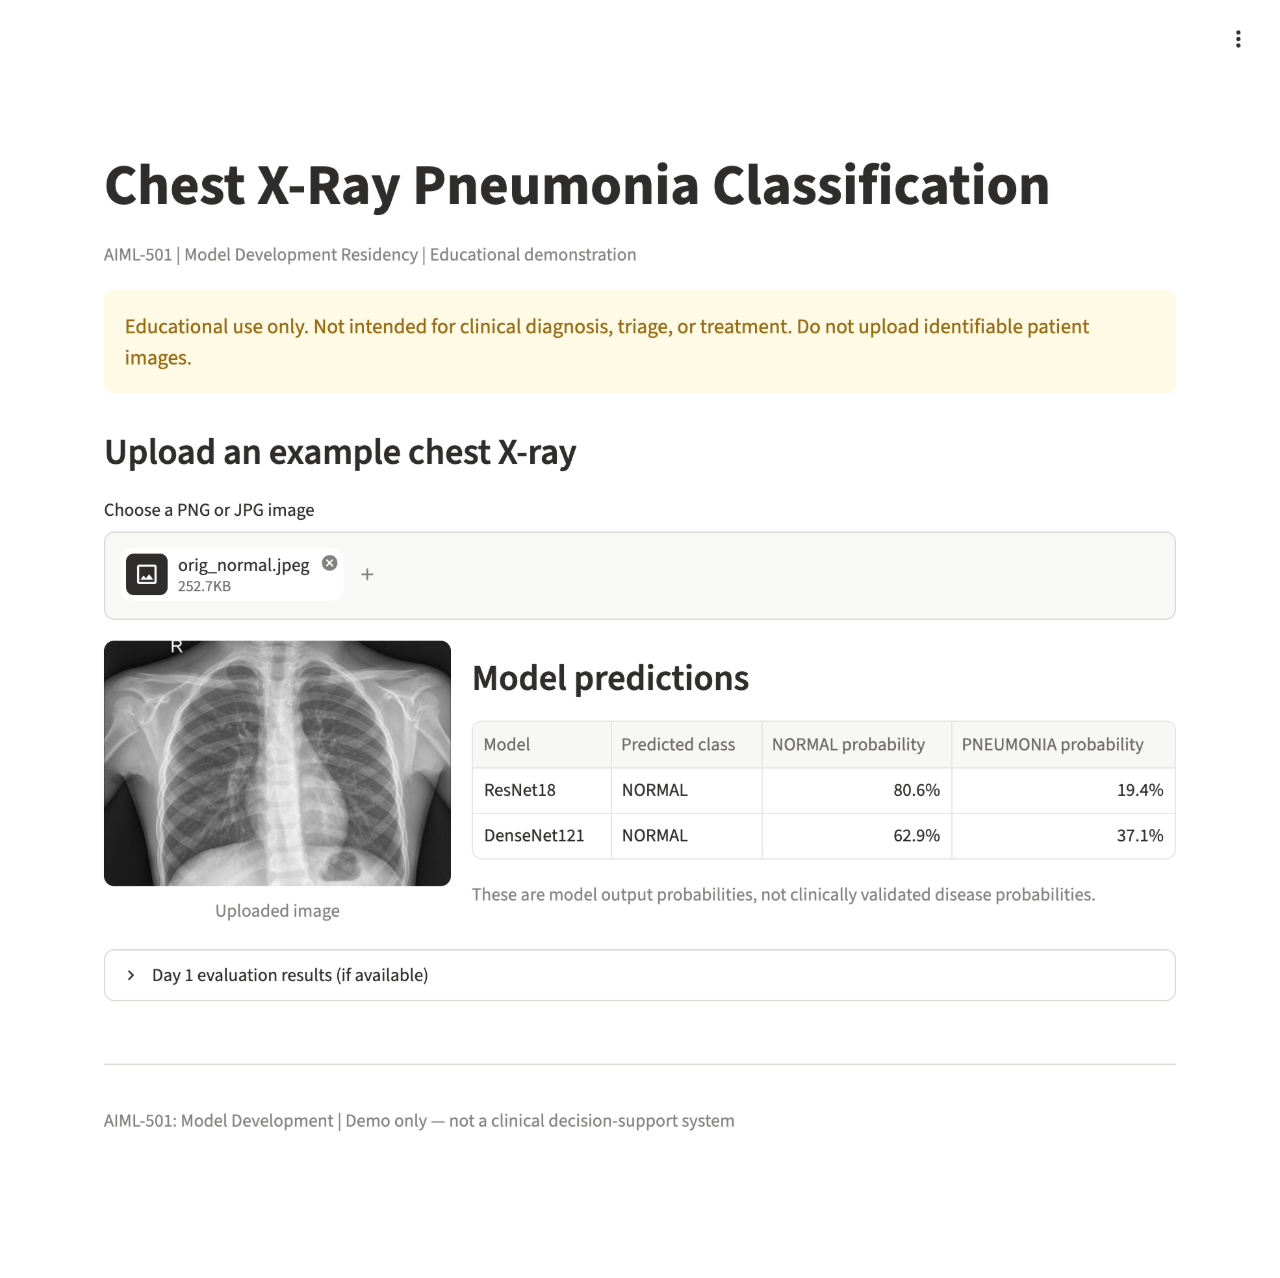 Chest X-Ray Pneumonia Classification
AIML-501 | Model Development Residency | Educational demonstration
Educational use only. Not intended for clinical diagnosis, triage, or treatment. Do not upload identifiable patient
images.
Upload an example chest X-ray
Choose a PNG or JPG image
orig_normal.jpeg
252.7KB
R
Uploaded image
Model predictions
Model Predicted class NORMAL probability PNEUMONIA probability
ResNet18 NORMAL 80.6% 19.4%
DenseNet121 NORMAL 62.9% 37.1%
These are model output probabilities, not clinically validated disease probabilities.
Day 1 evaluation results (if available)
AIML-501: Model Development | Demo only — not a clinical decision-support system